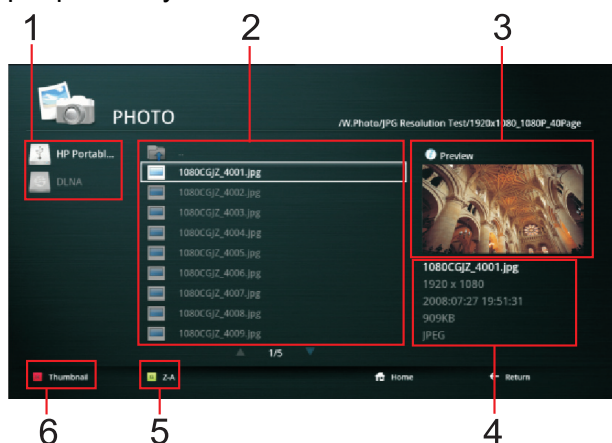 1 2 3
PHOTO
/W.Photo/JPG Resolution Test/1920x1080_1080P_40Page
HP Portabl...
DLNA
..
1080CGJZ_4001.jpg
1080CGJZ_4002.jpg
1080CGJZ_4003.jpg
1080CGJZ_4004.jpg
1080CGJZ_4005.jpg
1080CGJZ_4006.jpg
1080CGJZ_4007.jpg
1080CGJZ_4008.jpg
1080CGJZ_4009.jpg
1/5
Preview
1080CGJZ_4001.jpg
1920 x 1080
2008:07:27 19:51:31
909KB
JPEG
Thumbnail Z-A Home Return
6 5 4